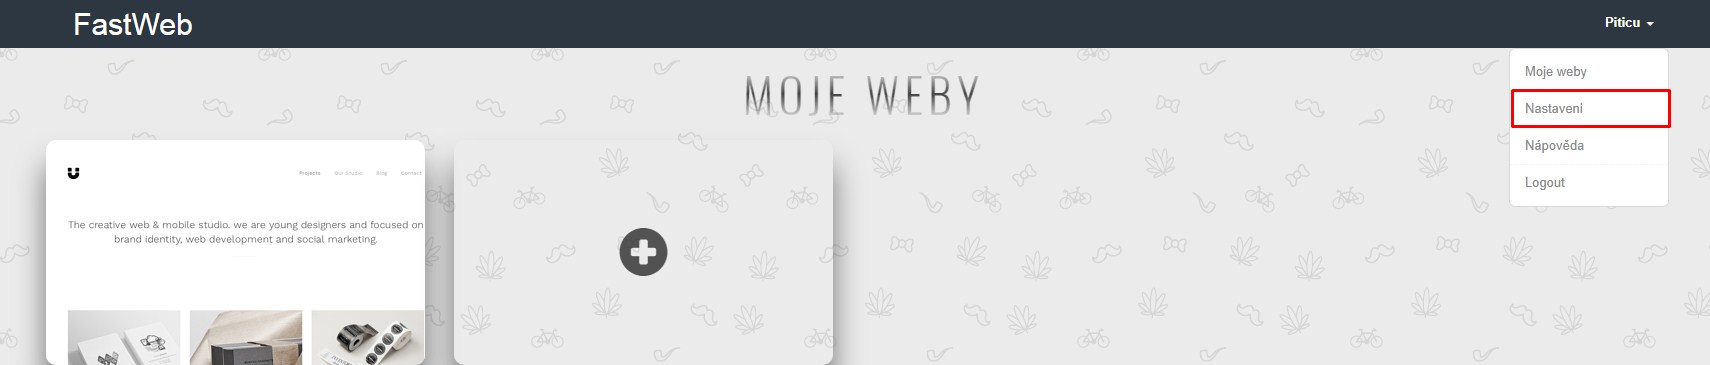 FastWeb
Piticu
MOJE WEBY
Moje weby
Nastaveni
Nápověda
Logout
Projects Our Studio Blog Contact
The creative web & mobile studio. we are young designers and focused on
brand identity, web development and social marketing.